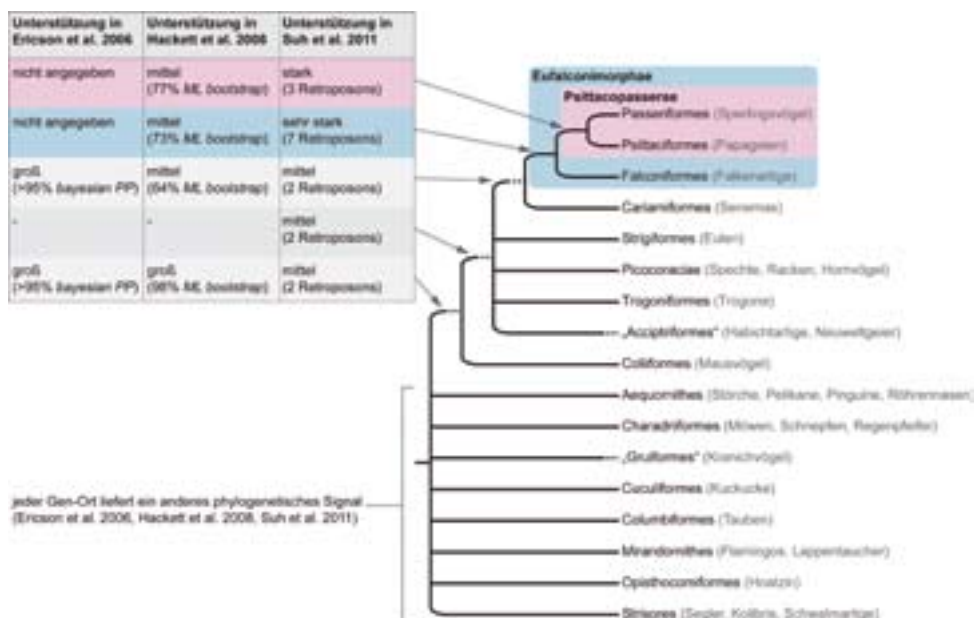 Unterstützung in Unterstützung in Unterstützung in
Ericson et al. 2006 Hackett et al. 2008 Suh et al. 2011
nicht angegeben mittel stark
(77% ML bootstrap) (3 Retroposons)
nicht angegeben mittel sehr stark
(73% ML bootstrap) (7 Retroposons)
groß mittel mittel
(>95% bayesian PP) (64% ML bootstrap) (2 Retroposons)
- - mittel
(2 Retroposons)
groß groß mittel
(>95% bayesian PP) (98% ML bootstrap) (2 Retroposons)
Eufalconimorphae
Psittacopasserae
Passeriformes (Sperlingsvögel)
Psittaciformes (Papageien)
Falconiformes (Falkenartige)
Cariamiformes (Seriemas)
Strigiformes (Eulen)
Picocoraciae (Spechte, Racken, Hornvögel)
Trogoniformes (Trogone)
„Accipitriformes“ (Habichtartige, Neuweltgeier)
Coliiformes (Mausvögel)
Aequornithes (Störche, Pelikane, Pinguine, Röhrennasen)
Charadriiformes (Möwen, Schnepfen, Regenpfeifer)
„Gruiformes“ (Kranichvögel)
Cuculiformes (Kuckucke)
Columbiformes (Tauben)
Mirandornithes (Flamingos, Lappentaucher)
Opisthocomiformes (Hoatzin)
Strisores (Segler, Kolibris, Schwalmartige)
jeder Gen-Ort liefert ein anderes phylogenetisches Signal
(Ericson et al. 2006, Hackett et al. 2008, Suh et al. 2011)